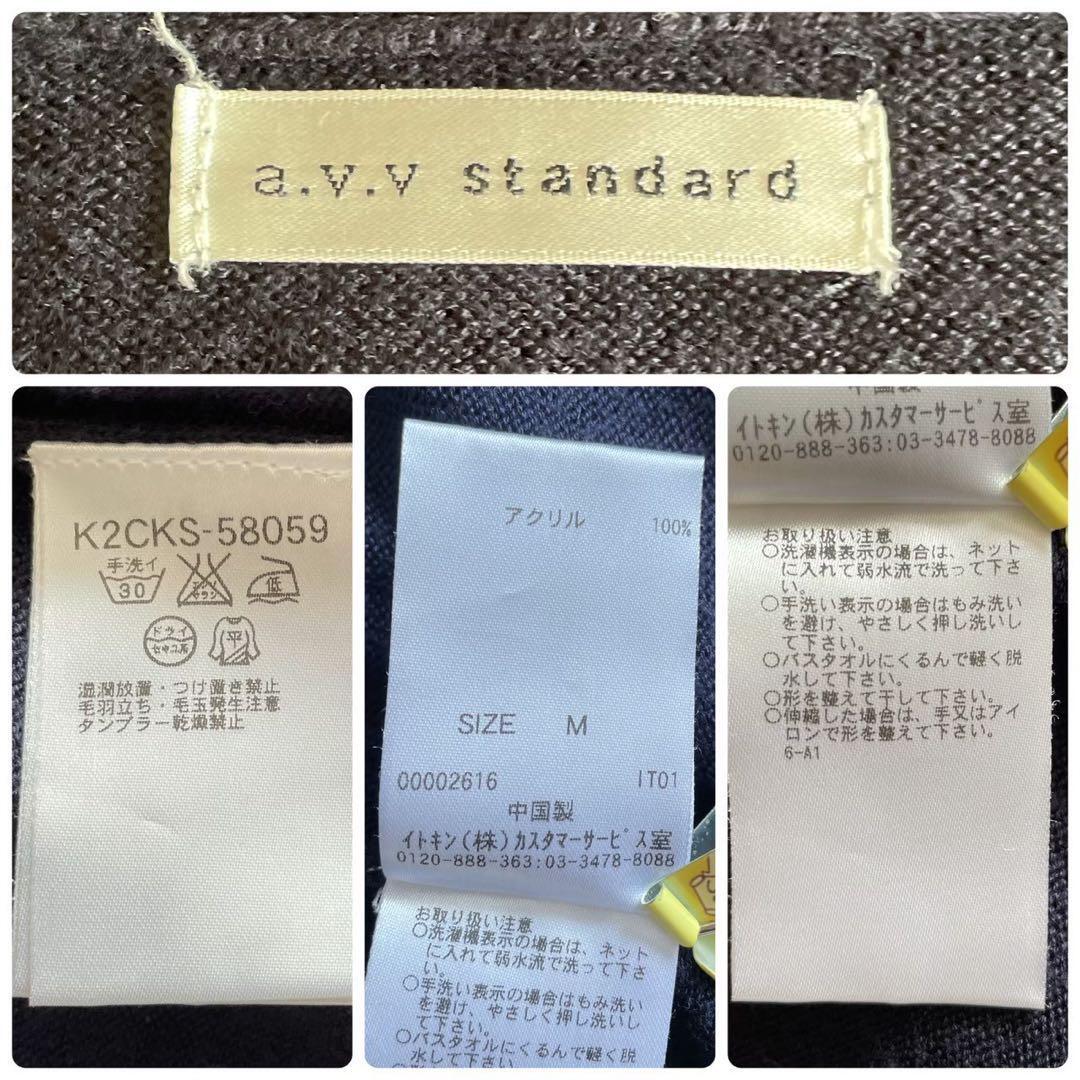 a.v.v standard
K2CKS-58059
手洗イ
30
エンソ
サラシ
低
ドライ
セキユ系
平
湿潤放置・つけ置き禁止
毛羽立ち・毛玉発生注意
タンブラー乾燥禁止
アクリル 100%
SIZE M
00002616 IT01
中国製
イトキン(株)カスタマーサービス室
0120-888-363:03-3478-8088
お取り扱い注意
○洗濯機表示の場合は、ネット
に入れて弱水流で洗って下さ
い。
○手洗い表示の場合はもみ洗い
を避け、やさしく押し洗いし
て下さい。
○バスタオルにくるんで軽く脱
水して下さい。
中国製
イトキン(株)カスタマーサービス室
0120-888-363:03-3478-8088
お取り扱い注意
○洗濯機表示の場合は、ネット
に入れて弱水流で洗って下さ
い。
○手洗い表示の場合はもみ洗い
を避け、やさしく押し洗いし
て下さい。
○バスタオルにくるんで軽く脱
水して下さい。
○形を整えて干して下さい。
○伸縮した場合は、手又はアイ
ロンで形を整えて下さい。
6-A1